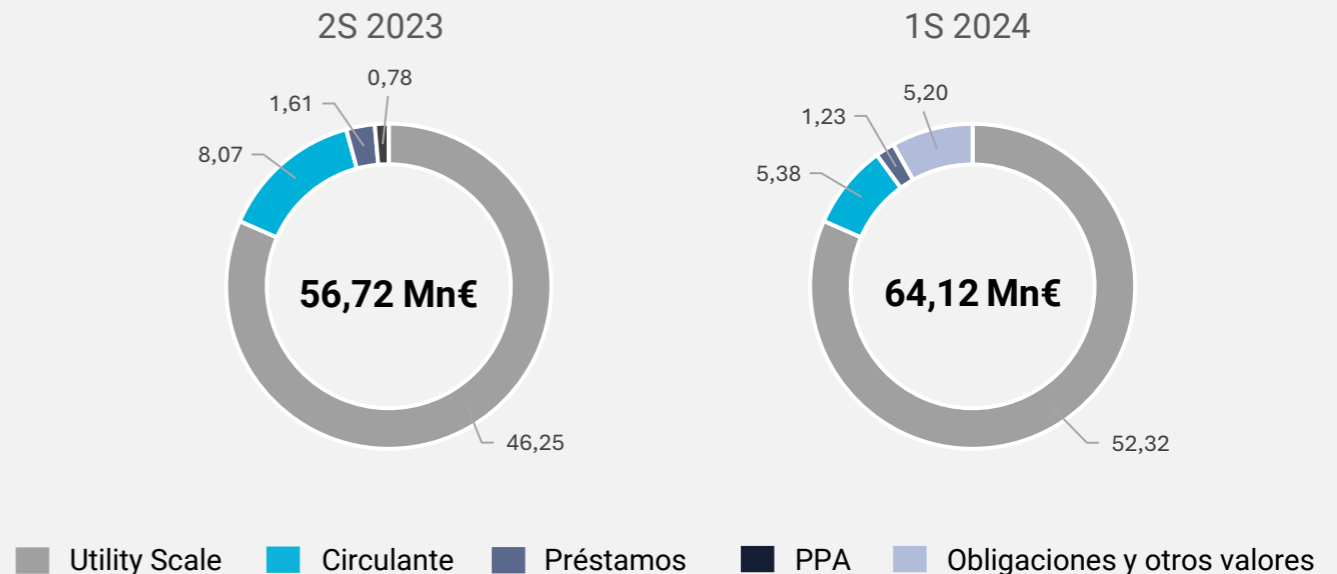 2S 2023
1S 2024
0,78
1,61
8,07
56,72 Mn€
46,25
5,20
1,23
5,38
64,12 Mn€
52,32
Utility Scale
Circulante
Préstamos
PPA
Obligaciones y otros valores